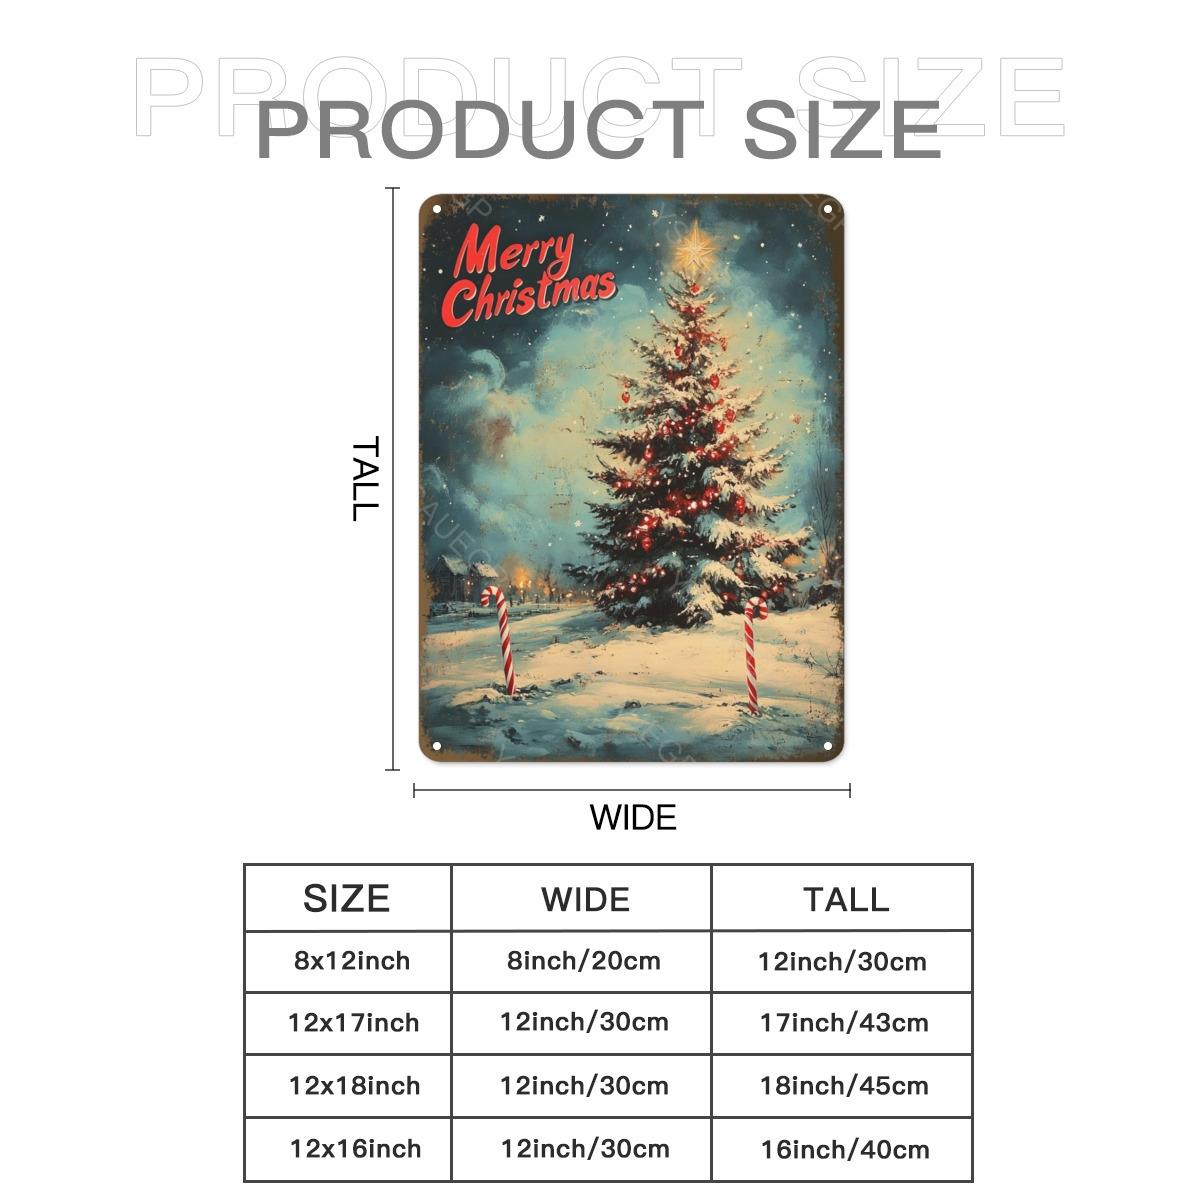 PRODUCT SIZE
PRODUCT SIZE
Merry
Christmas
TALL
WIDE
SIZE WIDE TALL
8x12inch 8inch/20cm 12inch/30cm
12x17inch 12inch/30cm 17inch/43cm
12x18inch 12inch/30cm 18inch/45cm
12x16inch 12inch/30cm 16inch/40cm